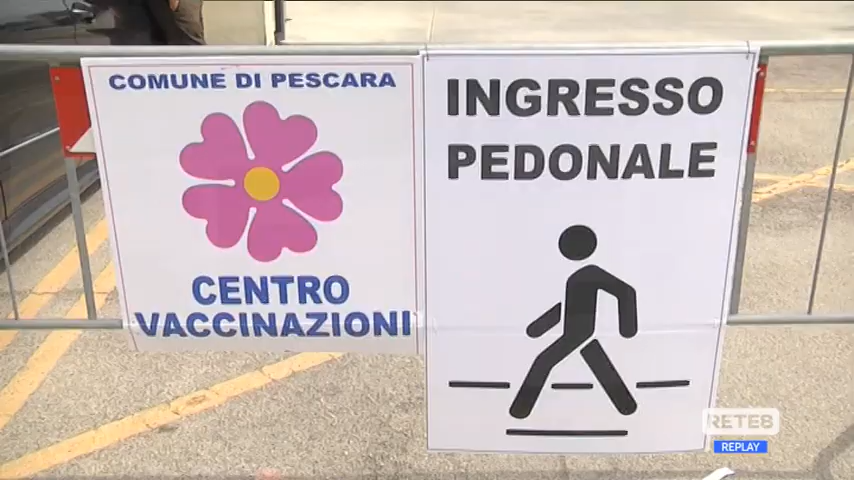 COMUNE DI PESCARA
CENTRO
VACCINAZIONI
INGRESSO
PEDONALE
RETE8
REPLAY